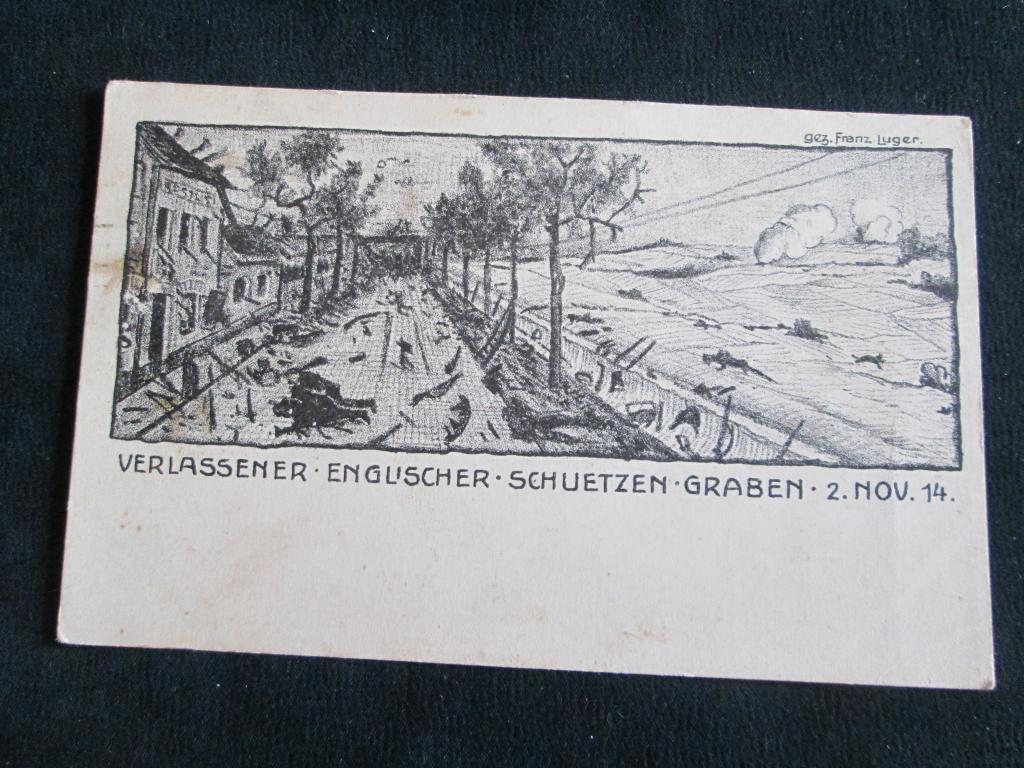 gez. Franz Luger.
VERLASSENER · ENGLISCHER · SCHUETZEN · GRABEN · 2. NOV. 14.